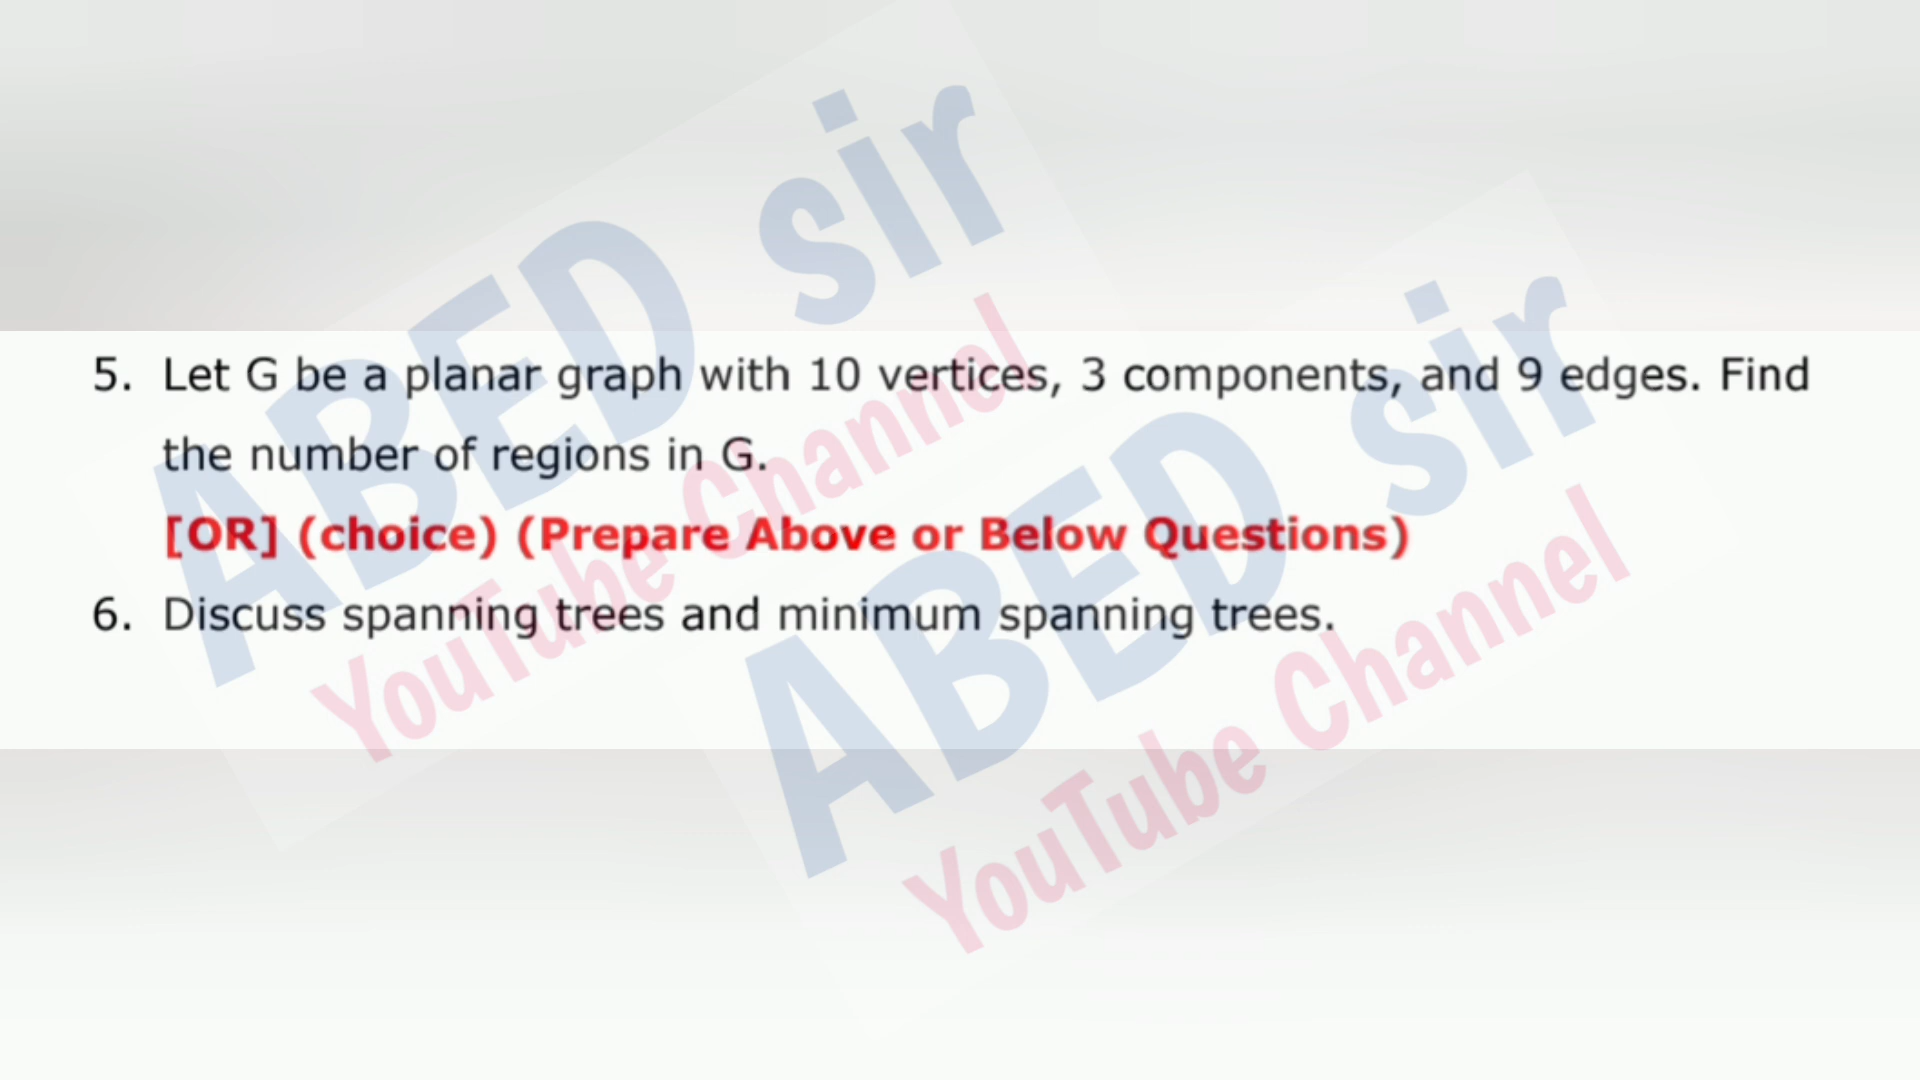 5. Let G be a planar graph with 10 vertices, 3 components, and 9 edges. Find
the number of regions in G.
[OR] (choice) (Prepare Above or Below Questions)
6. Discuss spanning trees and minimum spanning trees.
ABED sir
YouTube Channel
ABED sir
YouTube Channel